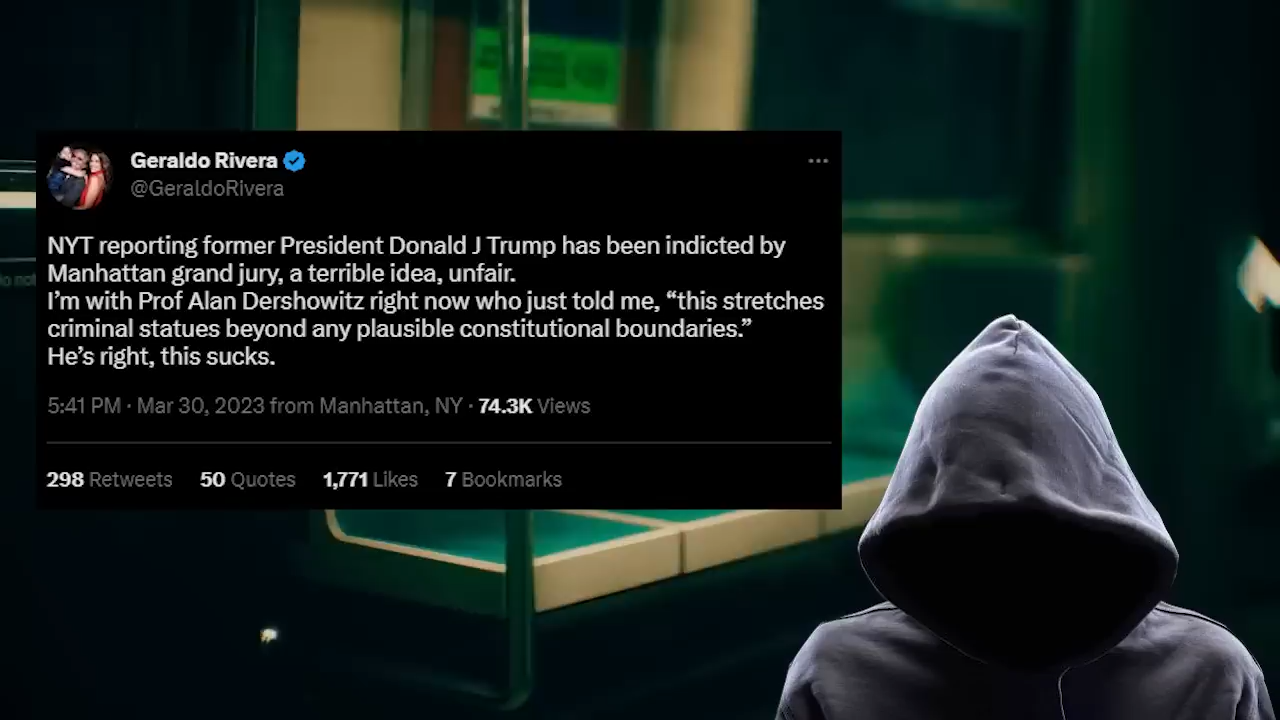 Geraldo Rivera
@GeraldoRivera
NYT reporting former President Donald J Trump has been indicted by
Manhattan grand jury, a terrible idea, unfair.
I'm with Prof Alan Dershowitz right now who just told me, “this stretches
criminal statues beyond any plausible constitutional boundaries.”
He's right, this sucks.
5:41 PM · Mar 30, 2023 from Manhattan, NY · 74.3K Views
298 Retweets 50 Quotes 1,771 Likes 7 Bookmarks